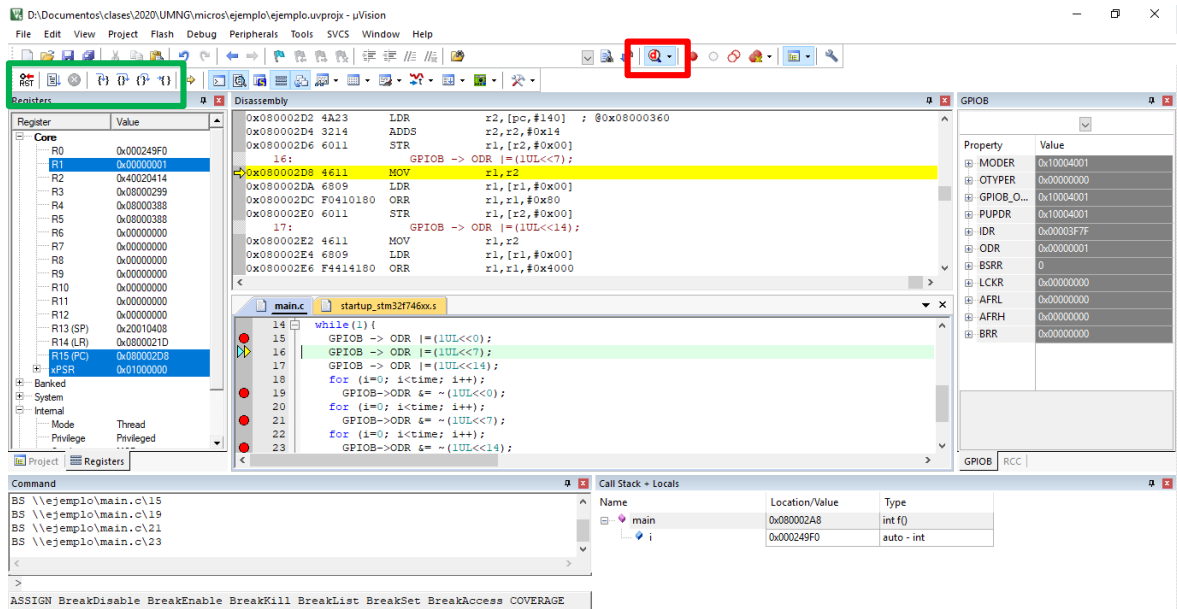 D:\Documentos\clases\2020\UMNG\micros\ejemplo\ejemplo.uvprojx - µVision
File Edit View Project Flash Debug Peripherals Tools SVCS Window Help
RST
Registers
Register Value
Core
R0 0x000249F0
R1 0x00000001
R2 0x40020414
R3 0x08000299
R4 0x08000388
R5 0x08000388
R6 0x00000000
R7 0x00000000
R8 0x00000000
R9 0x00000000
R10 0x00000000
R11 0x00000000
R12 0x00000000
R13 (SP) 0x20010408
R14 (LR) 0x0800021D
R15 (PC) 0x080002D8
xPSR 0x01000000
Banked
System
Internal
Mode Thread
Privilege Privileged
Project Registers
Disassembly
0x080002D2 4A23 LDR r2,[pc,#140] ; @0x08000360
0x080002D4 3214 ADDS r2,r2,#0x14
0x080002D6 6011 STR r1,[r2,#0x00]
16: GPIOB -> ODR |=(1UL<<7);
0x080002D8 4611 MOV r1,r2
0x080002DA 6809 LDR r1,[r1,#0x00]
0x080002DC F0410180 ORR r1,r1,#0x80
0x080002E0 6011 STR r1,[r2,#0x00]
17: GPIOB -> ODR |=(1UL<<14);
0x080002E2 4611 MOV r1,r2
0x080002E4 6809 LDR r1,[r1,#0x00]
0x080002E6 F4414180 ORR r1,r1,#0x4000
main.c startup_stm32f746xx.s
14 while(1){
15 GPIOB -> ODR |=(1UL<<0);
16 GPIOB -> ODR |=(1UL<<7);
17 GPIOB -> ODR |=(1UL<<14);
18 for (i=0; i<time; i++);
19 GPIOB->ODR &= ~(1UL<<0);
20 for (i=0; i<time; i++);
21 GPIOB->ODR &= ~(1UL<<7);
22 for (i=0; i<time; i++);
23 GPIOB->ODR &= ~(1UL<<14);
GPIOB
Property Value
MODER 0x10004001
OTYPER 0x00000000
GPIOB_O... 0x10004001
PUPDR 0x10004001
IDR 0x00003F7F
ODR 0x00000001
BSRR 0
LCKR 0x00000000
AFRL 0x00000000
AFRH 0x00000000
BRR 0x00000000
GPIOB RCC
Command
BS \\ejemplo\main.c\15
BS \\ejemplo\main.c\19
BS \\ejemplo\main.c\21
BS \\ejemplo\main.c\23
>
ASSIGN BreakDisable BreakEnable BreakKill BreakList BreakSet BreakAccess COVERAGE
Call Stack + Locals
Name Location/Value Type
main 0x080002A8 int f()
i 0x000249F0 auto - int